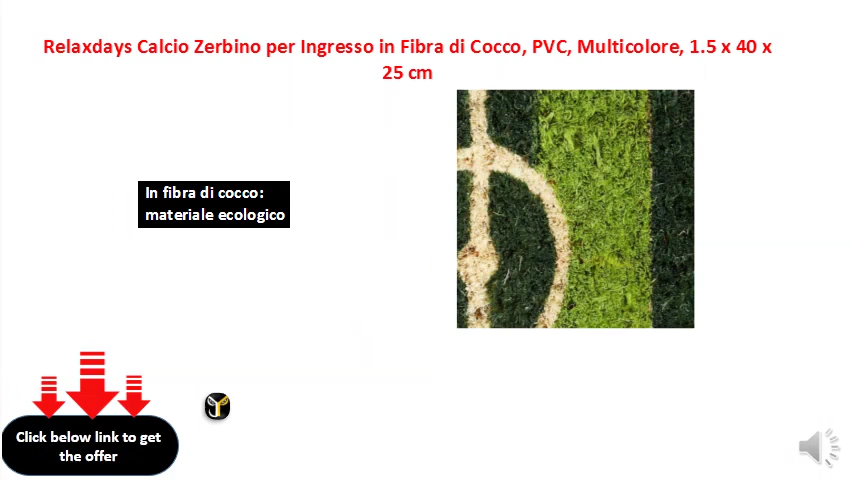 Relaxdays Calcio Zerbino per Ingresso in Fibra di Cocco, PVC, Multicolore, 1.5 x 40 x
25 cm
In fibra di cocco:
materiale ecologico
Click below link to get
the offer